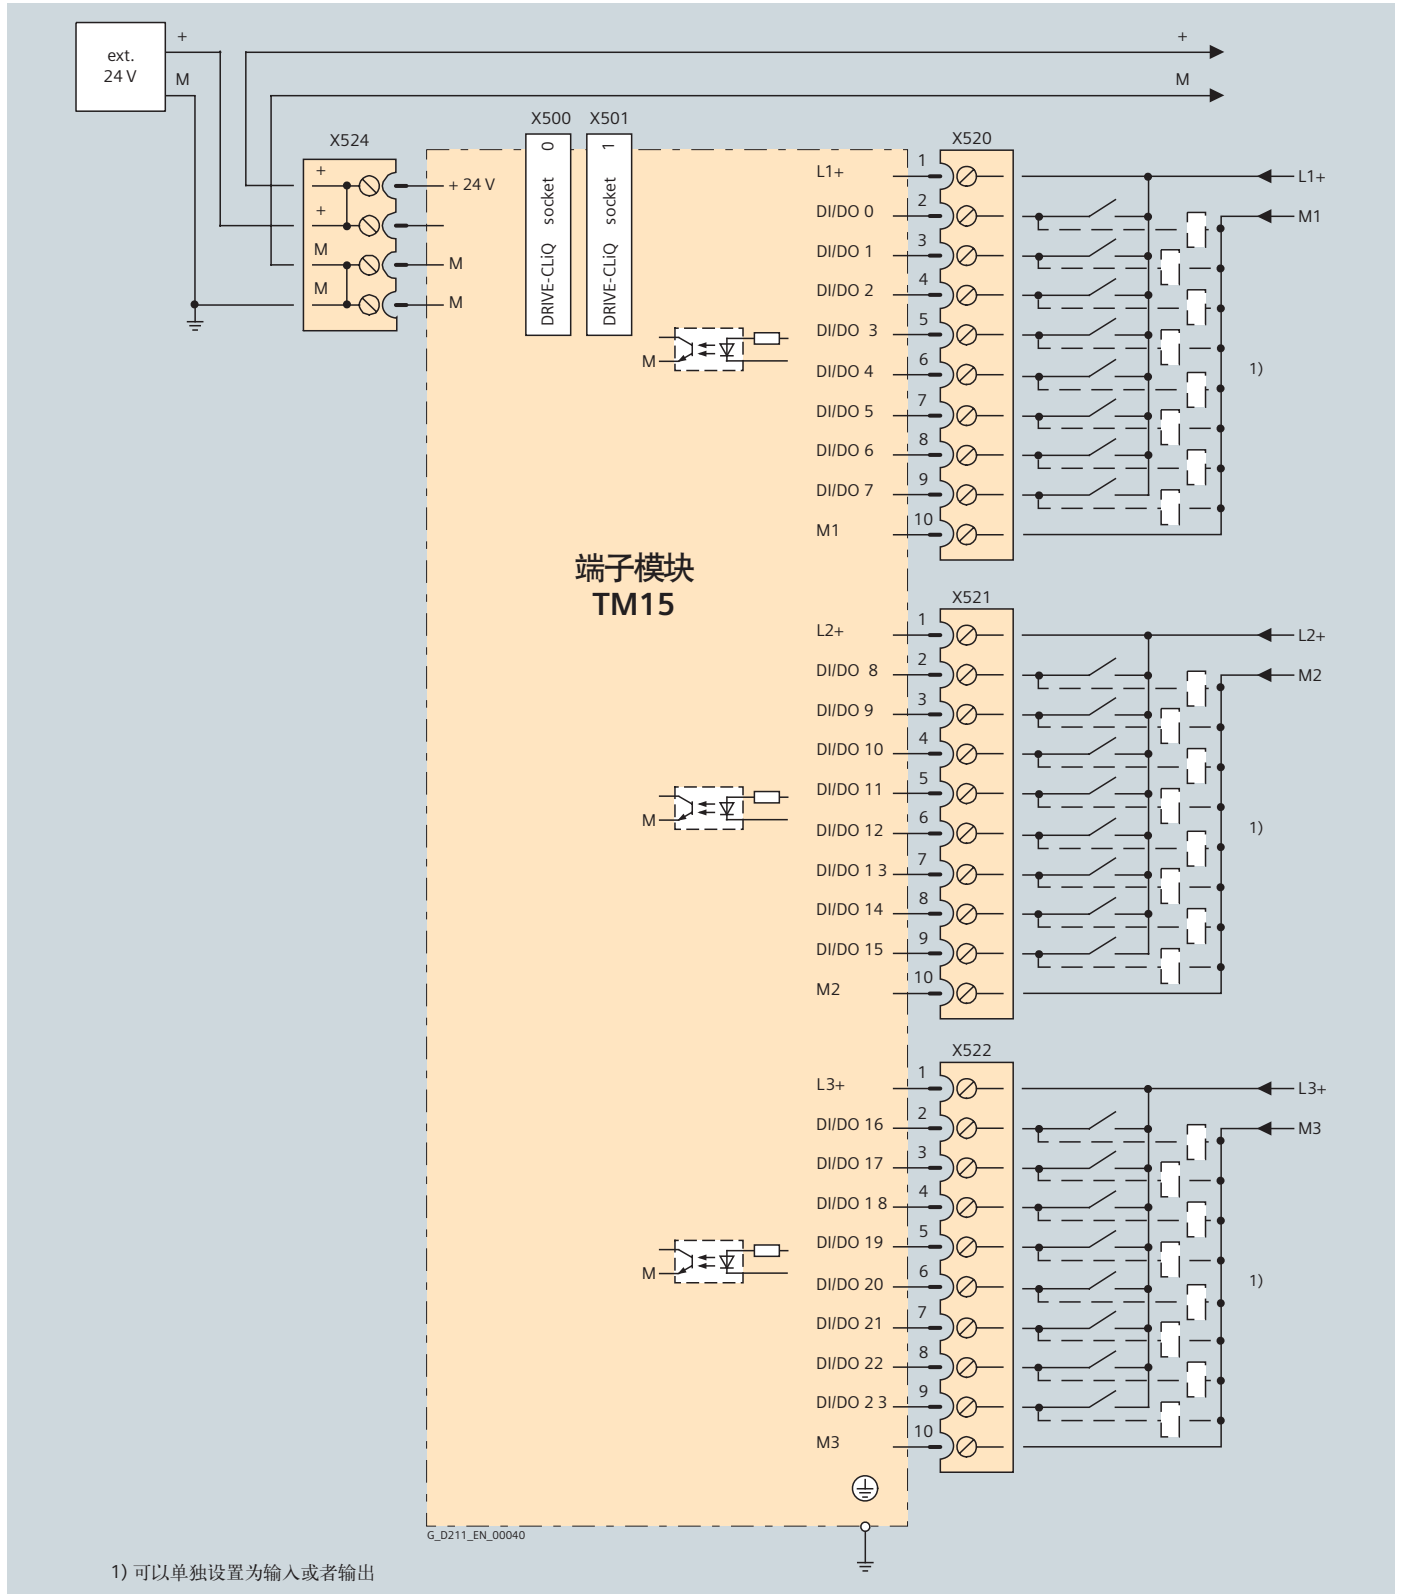 ext.
24 V
+
M
+
M
X524
+
+
M
M
+ 24 V
M
M
X500
X501
DRIVE-CLiQ socket 0
DRIVE-CLiQ socket 1
端子模块
TM15
M
M
M
X520
L1+ 1
DI/DO 0 2
DI/DO 1 3
DI/DO 2 4
DI/DO 3 5
DI/DO 4 6
DI/DO 5 7
DI/DO 6 8
DI/DO 7 9
M1 10
L1+
M1
1)
X521
L2+ 1
DI/DO 8 2
DI/DO 9 3
DI/DO 10 4
DI/DO 11 5
DI/DO 12 6
DI/DO 1 3 7
DI/DO 14 8
DI/DO 15 9
M2 10
L2+
M2
1)
X522
L3+ 1
DI/DO 16 2
DI/DO 17 3
DI/DO 1 8 4
DI/DO 19 5
DI/DO 20 6
DI/DO 21 7
DI/DO 22 8
DI/DO 2 3 9
M3 10
L3+
M3
1)
G_D211_EN_00040
1) 可以单独设置为输入或者输出